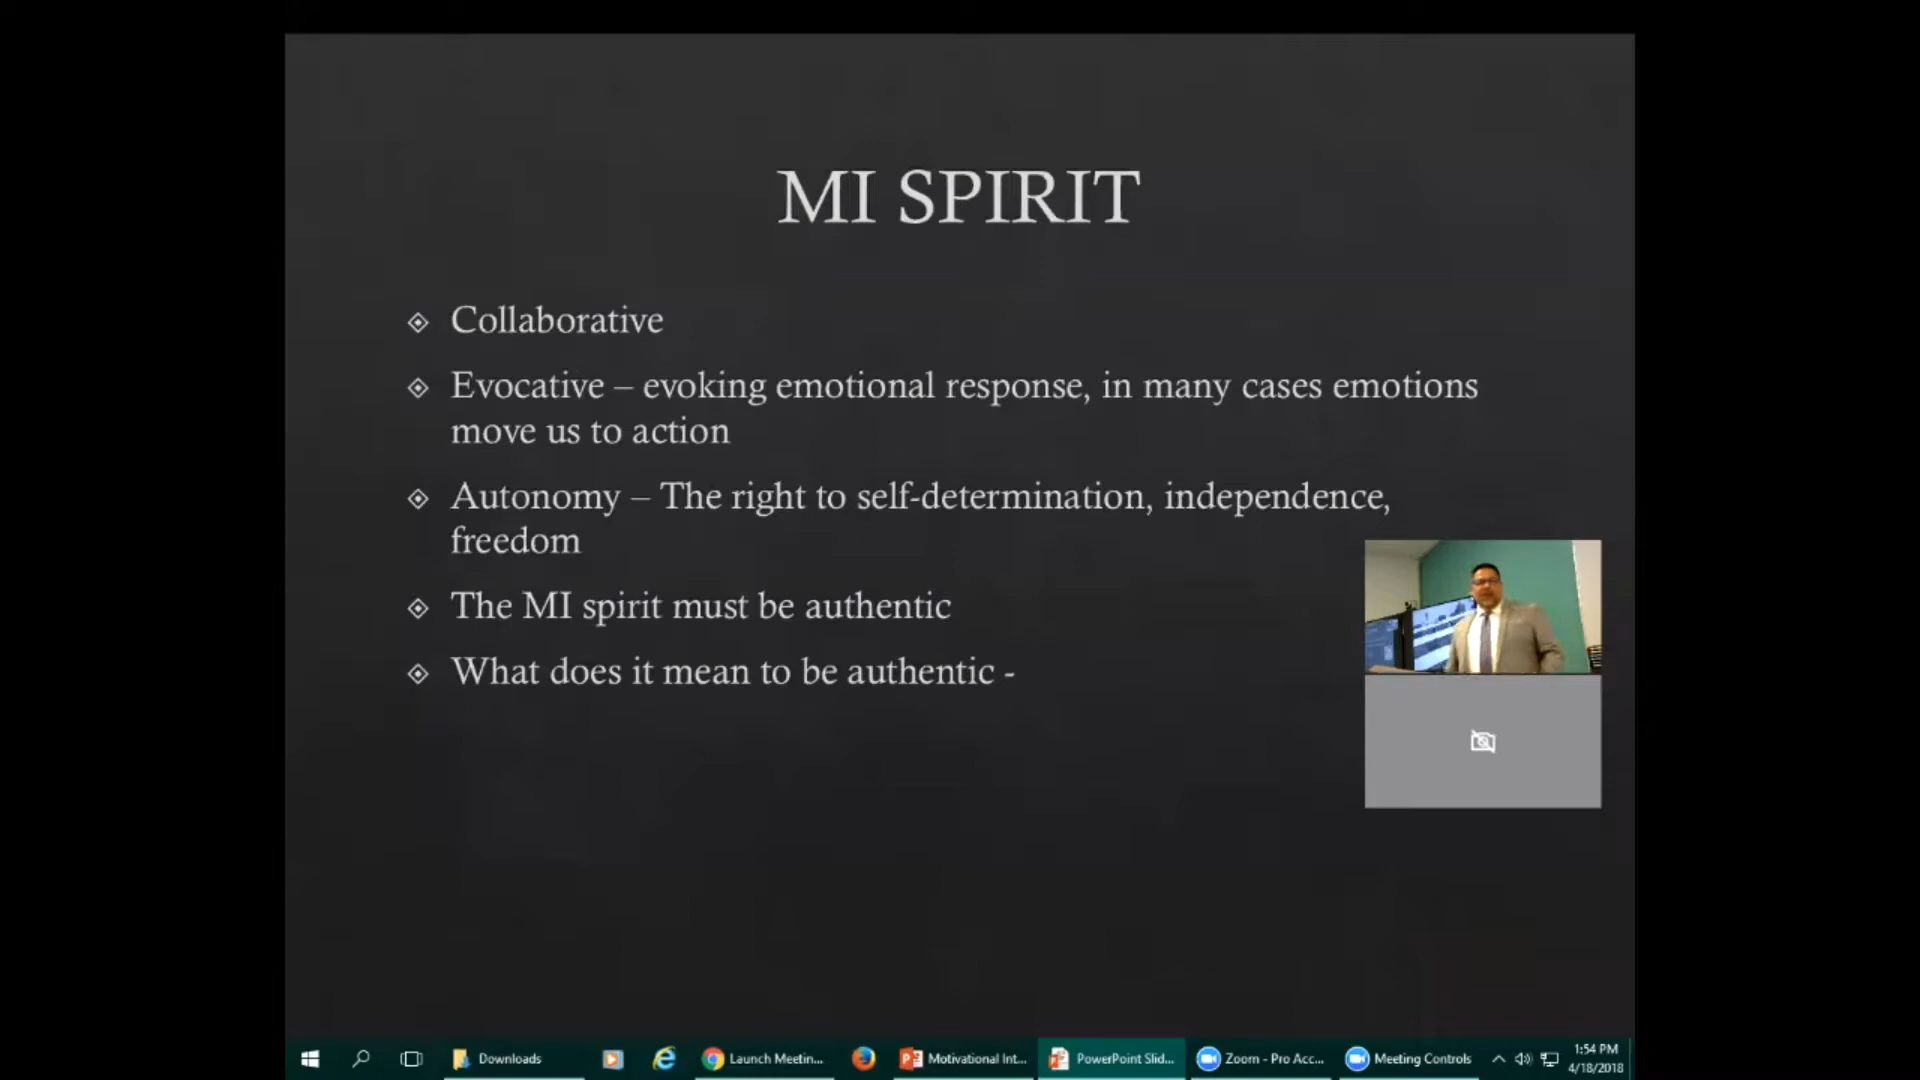 MI SPIRIT
Collaborative
Evocative – evoking emotional response, in many cases emotions
move us to action
Autonomy – The right to self-determination, independence,
freedom
The MI spirit must be authentic
What does it mean to be authentic -
Downloads
Launch Meetin...
Motivational Int...
PowerPoint Slid...
Zoom - Pro Acc...
Meeting Controls
1:54 PM
4/18/2018